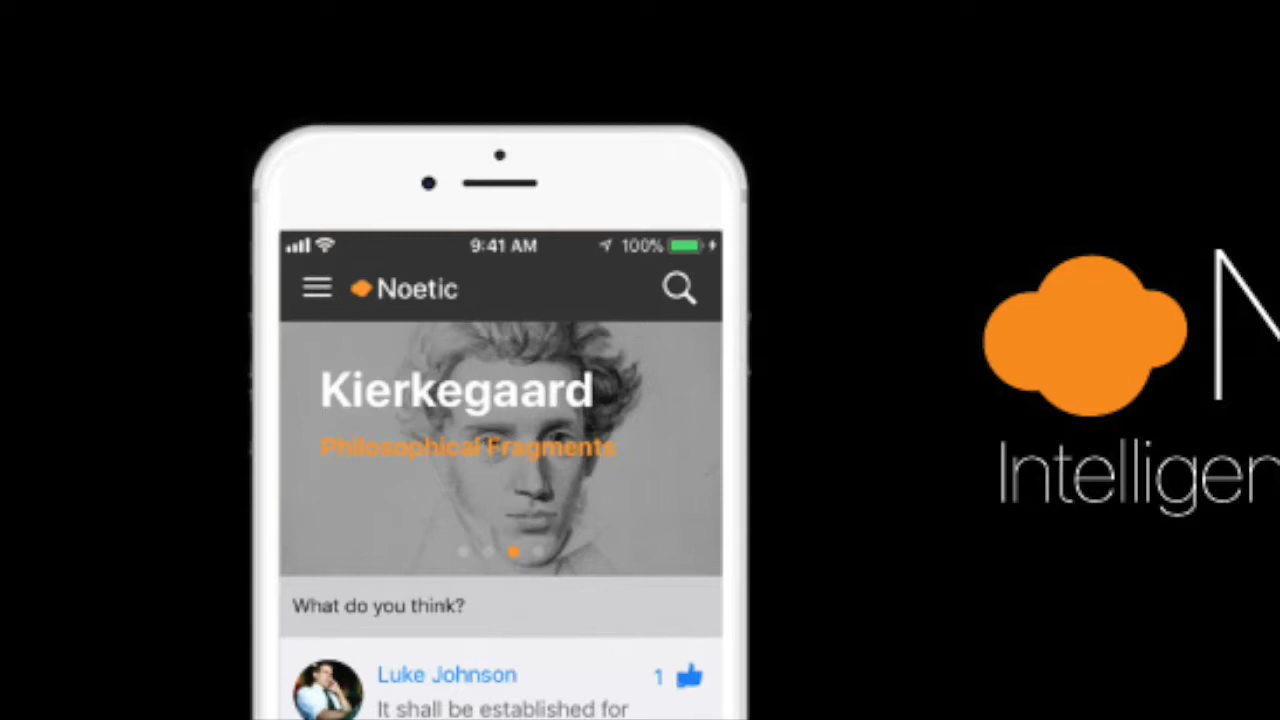 9:41 AM 100%
Noetic
Kierkegaard
Philosophical Fragments
What do you think?
Luke Johnson 1
It shall be established for
N
Intelligen